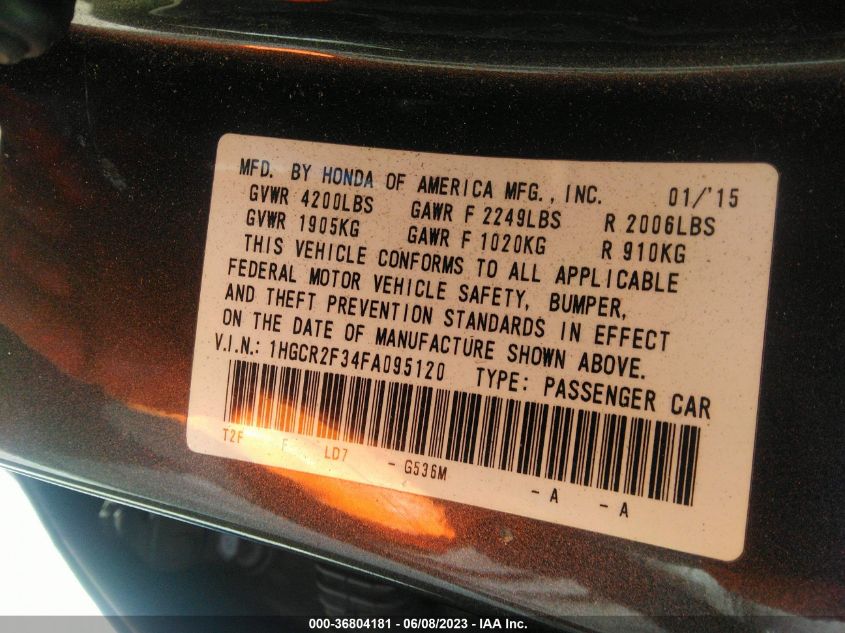 MFD. BY HONDA OF AMERICA MFG., INC. 01/'15
GVWR 4200LBS GAWR F 2249LBS R 2006LBS
GVWR 1905KG GAWR F 1020KG R 910KG
THIS VEHICLE CONFORMS TO ALL APPLICABLE
FEDERAL MOTOR VEHICLE SAFETY, BUMPER,
AND THEFT PREVENTION STANDARDS IN EFFECT
ON THE DATE OF MANUFACTURE SHOWN ABOVE.
V.I.N.: 1HGCR2F34FA095120 TYPE: PASSENGER CAR
T2F F LD7 - G536M - A - A
000-36804181 - 06/08/2023 - IAA Inc.